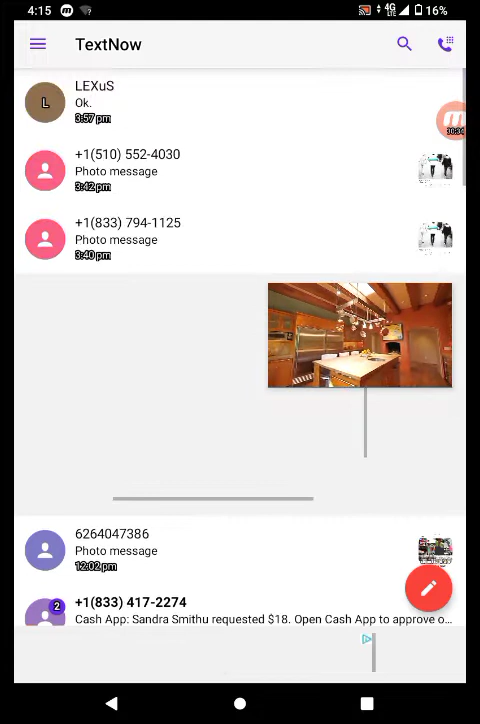 4:15
4G
LTE
16%
TextNow
LEXuS
L
Ok.
3:57 pm
+1(510) 552-4030
Photo message
3:42 pm
+1(833) 794-1125
Photo message
3:40 pm
6264047386
Photo message
12:02 pm
2
+1(833) 417-2274
Cash App: Sandra Smithu requested $18. Open Cash App to approve o...